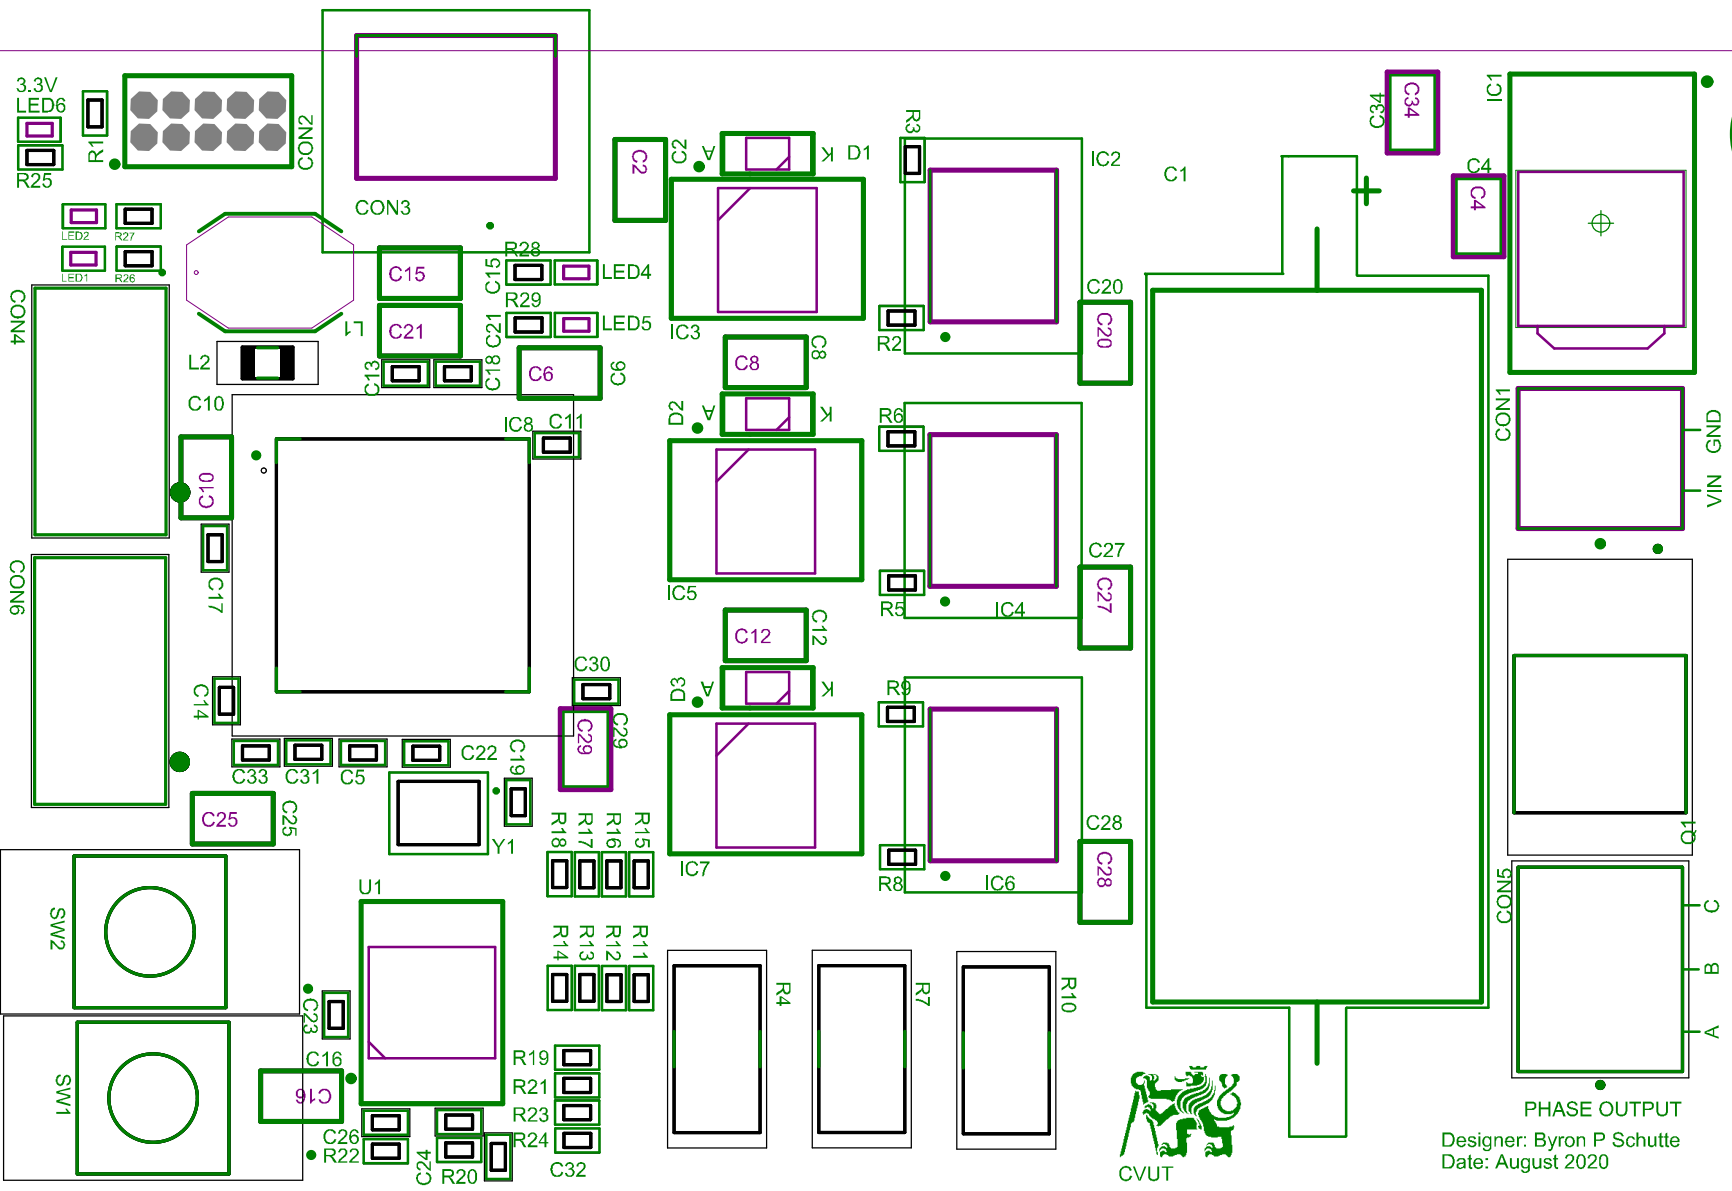 3.3V
LED6
R1
R25
CON2
CON3
LED2
R27
LED1
R26
CON4
L1
L2
C15
C15
C21
C21
R28
LED4
R29
LED5
C13
C18
C6
C6
C2
C2
A
K
D1
IC3
R3
IC2
R2
C1
C20
C20
C34
C34
C4
C4
IC1
C8
C8
D2
A
K
IC5
R6
R5
IC4
C27
C27
CON1
GND
VIN
C10
C10
IC8
C11
C17
CON6
C14
C30
C29
C29
C12
C12
D3
A
K
IC7
R9
R8
IC6
C28
C28
Q1
C33
C31
C5
C22
C19
Y1
C25
C25
R18
R17
R16
R15
SW2
U1
R14
R13
R12
R11
C23
C16
C16
SW1
R4
R7
R10
CON5
C
B
A
R19
R21
R23
R24
C32
C26
R22
C24
R20
CVUT
PHASE OUTPUT
Designer: Byron P Schutte
Date: August 2020